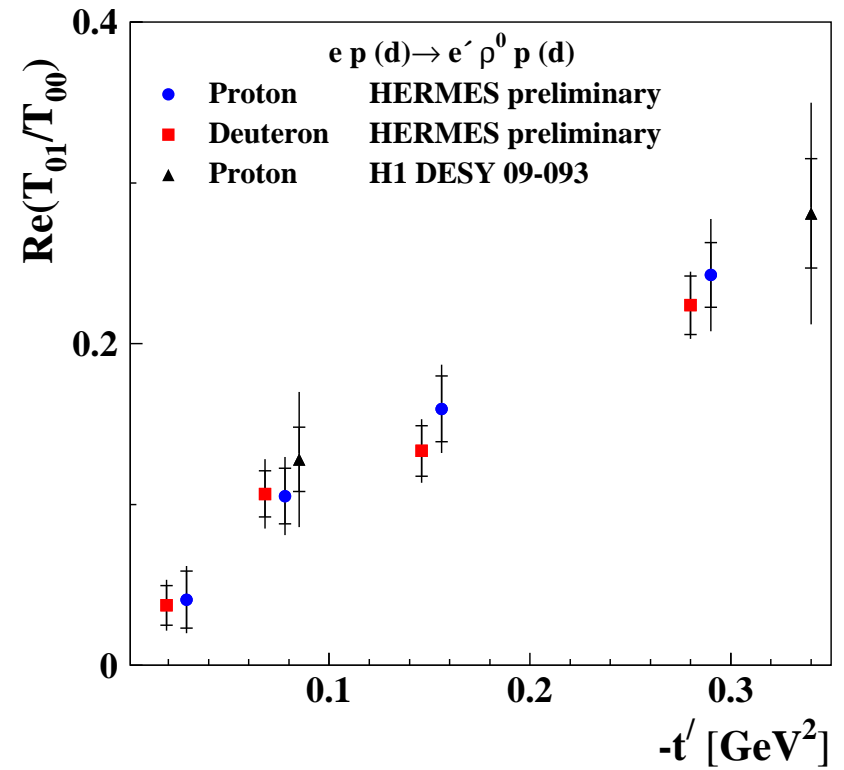 0.4
e p (d)→ e´ ρ⁰ p (d)
Proton HERMES preliminary
Deuteron HERMES preliminary
Proton H1 DESY 09-093
Re(T₀₁/T₀₀)
0.2
0
0.1 0.2 0.3
-t′ [GeV²]